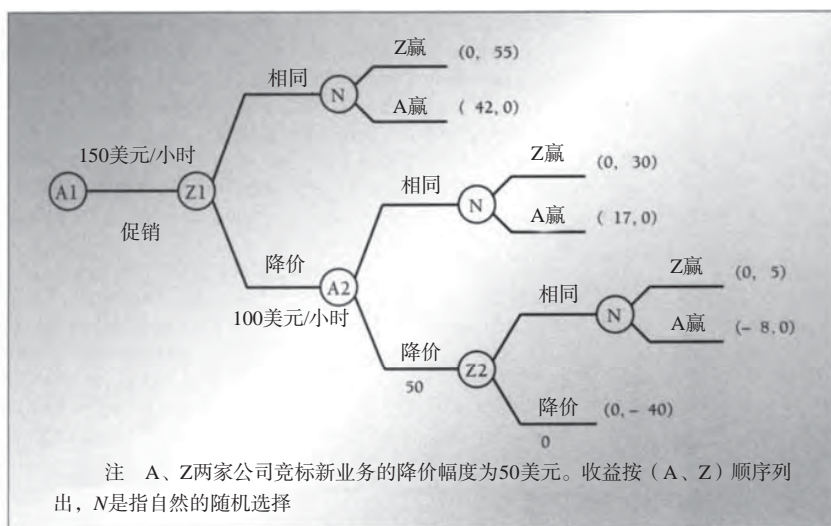 Z赢 (0, 55)
相同 N
A赢 (42,0)
150美元/小时
A1 Z1
促销
Z赢 (0, 30)
相同 N
A赢 (17,0)
降价 A2
100美元/小时
Z赢 (0, 5)
相同 N
A赢 (-8,0)
降价 Z2
50
降价 (0,-40)
0
注 A、Z两家公司竞标新业务的降价幅度为50美元。收益按（A、Z）顺序列
出，N是指自然的随机选择